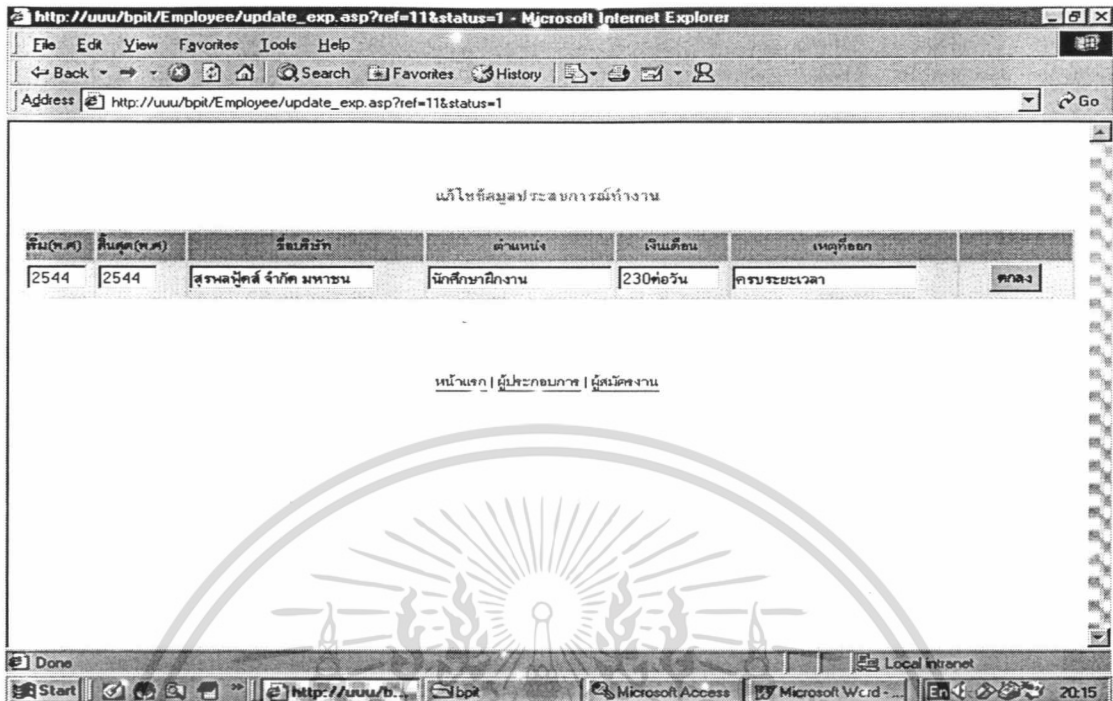 http://uuu/bpit/Employee/update_exp.asp?ref=11&status=1 - Microsoft Internet Explorer
File Edit View Favorites Tools Help
Back Search Favorites History
Address http://uuu/bpit/Employee/update_exp.asp?ref=11&status=1 Go
แก้ไขข้อมูลประสบการณ์ทำงาน
เริ่ม(พ.ศ) สิ้นสุด(พ.ศ) ชื่อบริษัท ตำแหน่ง เงินเดือน เหตุที่ออก
2544 2544 สุรพลฟู๊ดส์ จำกัด มหาชน นักศึกษาฝึกงาน 230ต่อวัน ครบระยะเวลา ตกลง
หน้าแรก | ผู้ประกอบการ | ผู้สมัครงาน
Done Local intranet
Start http://uuu/b... bpit Microsoft Access Microsoft Word - ... En 20:15